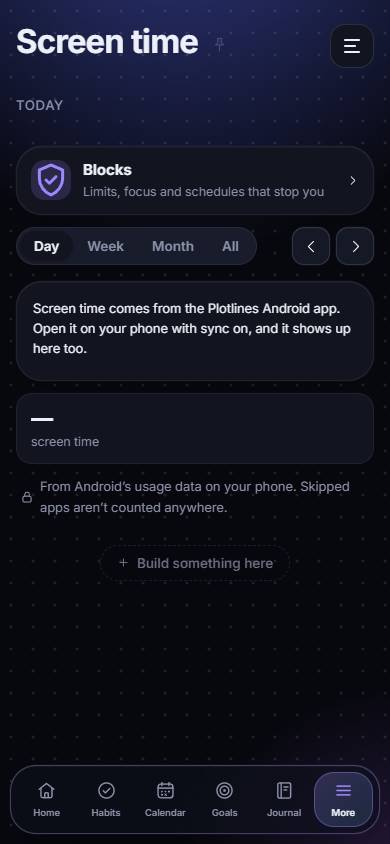 Screen time
TODAY
Blocks
Limits, focus and schedules that stop you
Day Week Month All
Screen time comes from the Plotlines Android app.
Open it on your phone with sync on, and it shows up
here too.
—
screen time
From Android’s usage data on your phone. Skipped
apps aren’t counted anywhere.
+ Build something here
Home Habits Calendar Goals Journal More